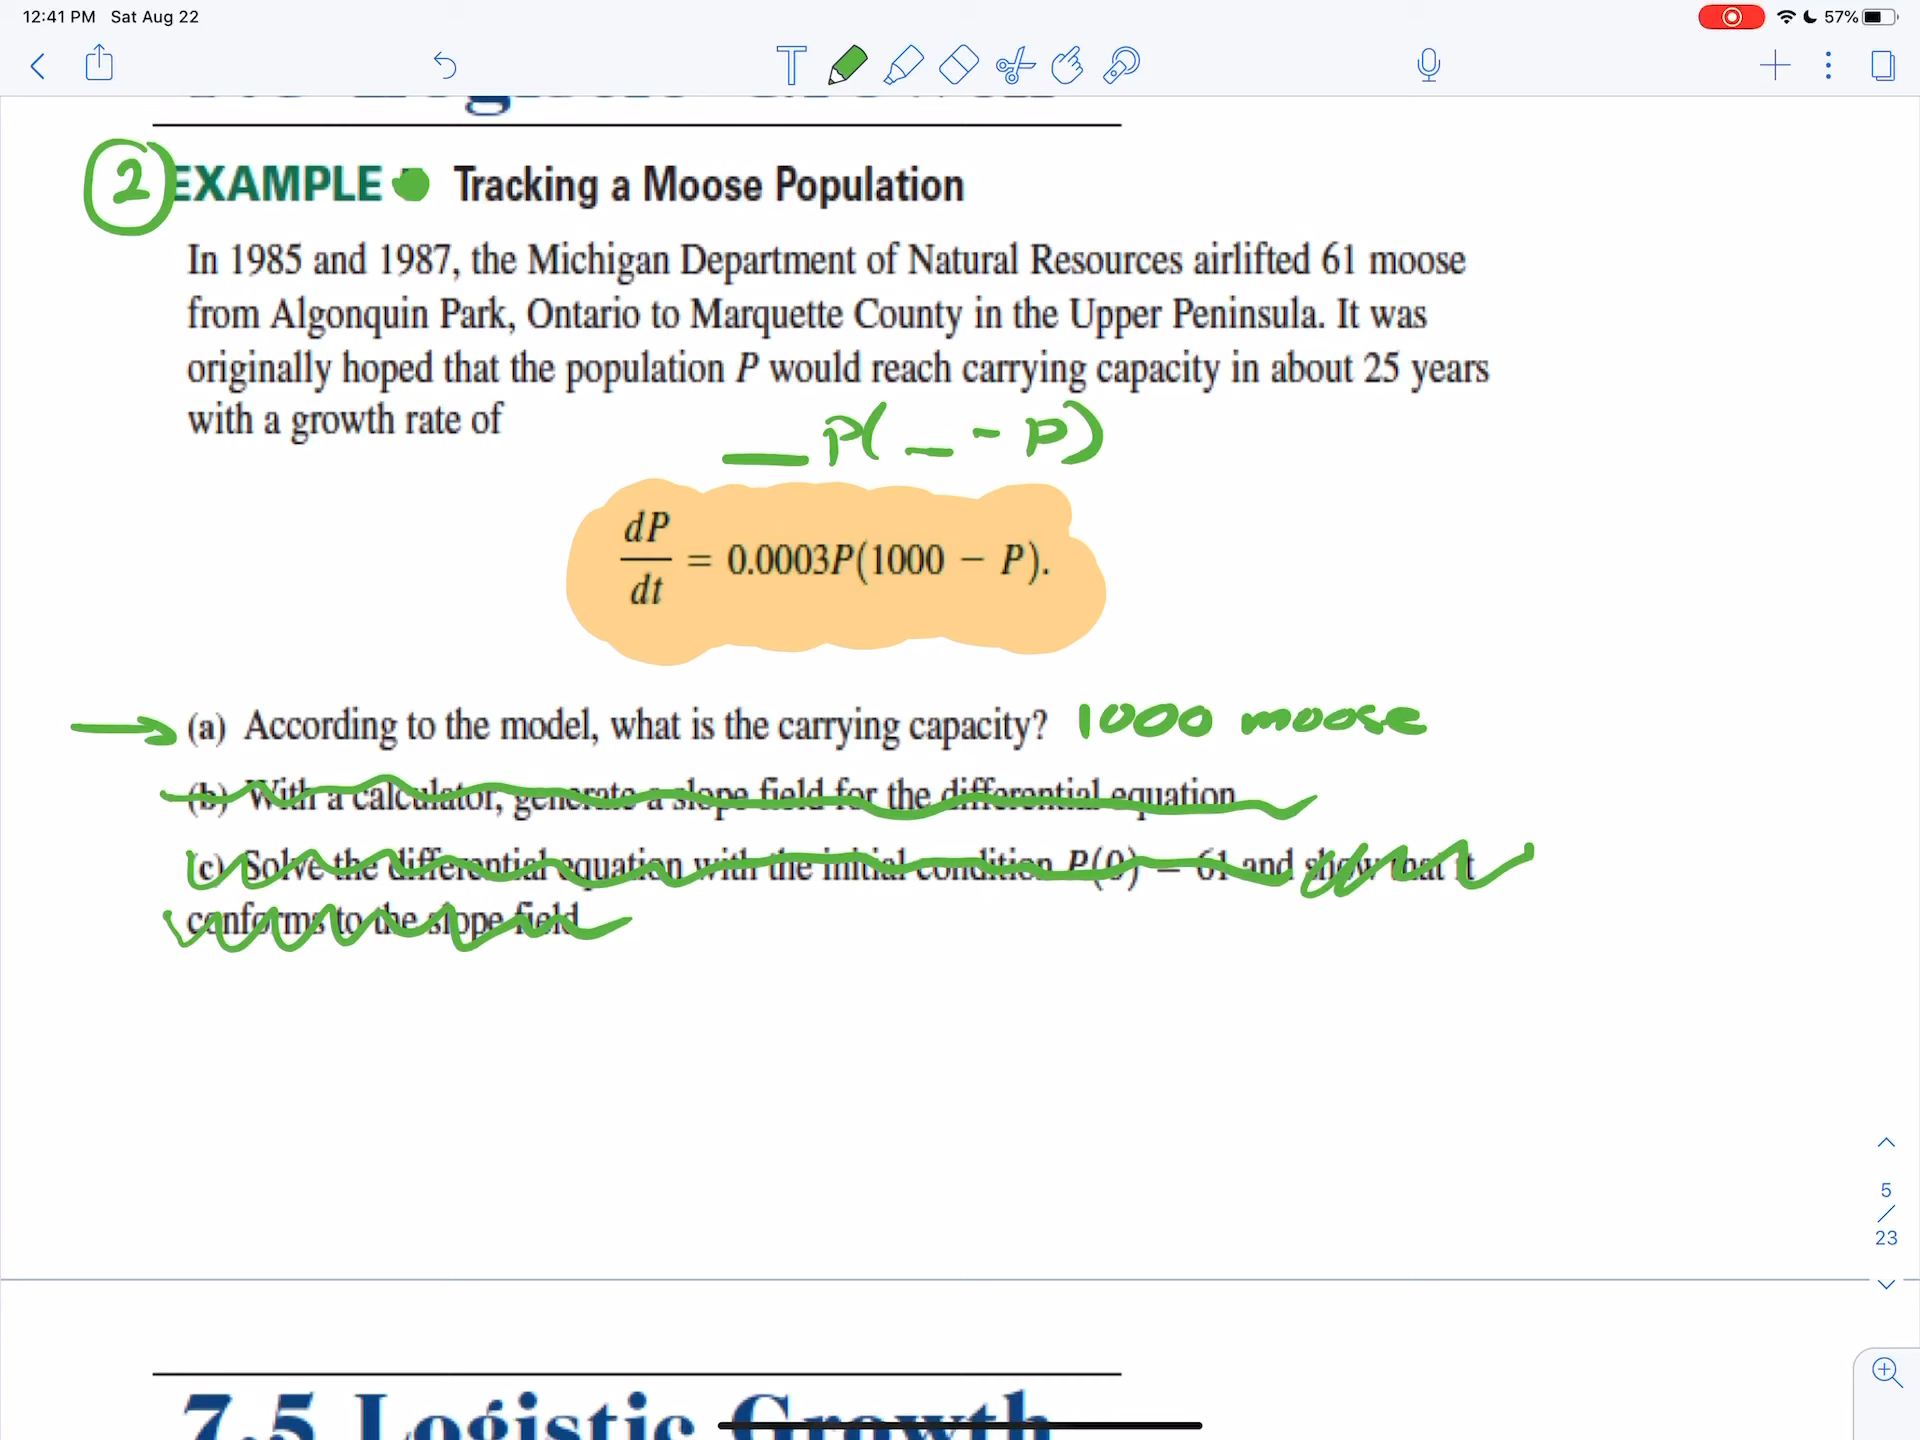 12:41 PM Sat Aug 22
57%
2 EXAMPLE Tracking a Moose Population
In 1985 and 1987, the Michigan Department of Natural Resources airlifted 61 moose
from Algonquin Park, Ontario to Marquette County in the Upper Peninsula. It was
originally hoped that the population P would reach carrying capacity in about 25 years
with a growth rate of
__ P( _ - P)
dP/dt = 0.0003P(1000 − P).
(a) According to the model, what is the carrying capacity? 1000 moose
(b) With a calculator, generate a slope field for the differential equation.
(c) Solve the differential equation with the initial condition P(0) = 61 and show that it
conforms to the slope field.
5
/
23
7.5 Logistic Growth